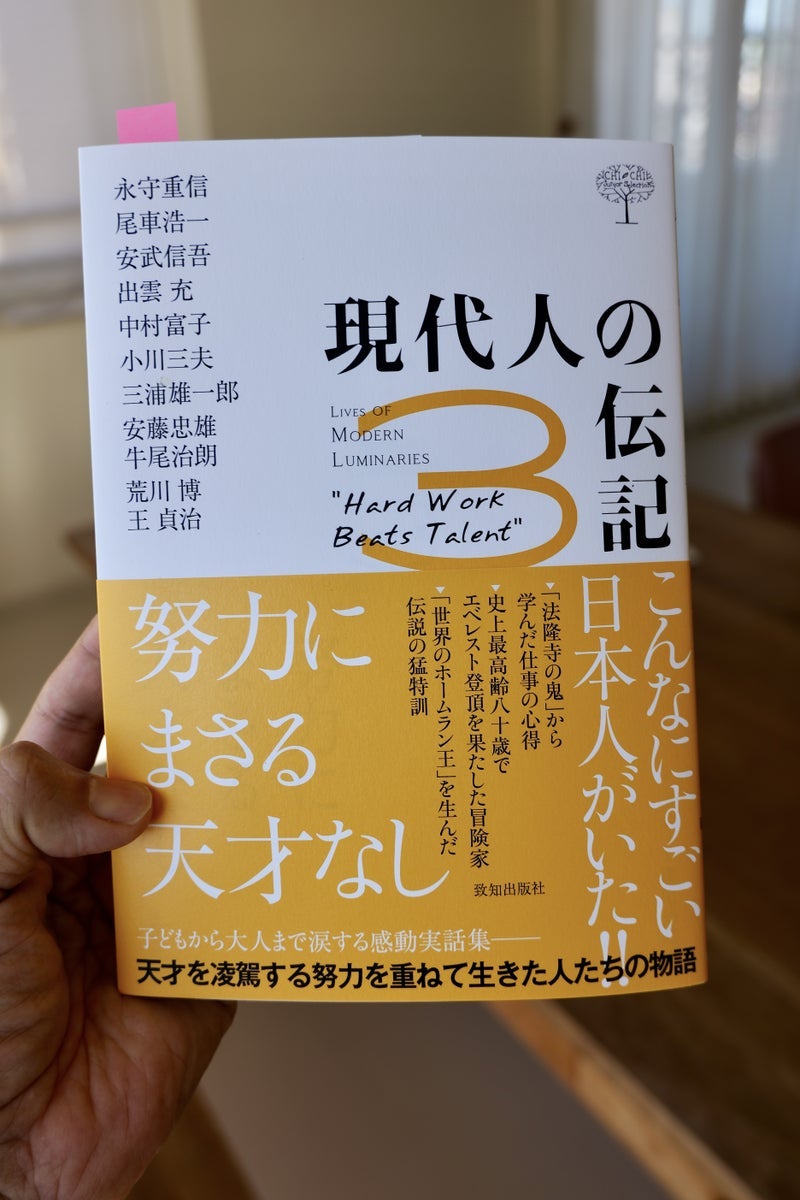 永守重信
尾車浩一
安武信吾
出雲 充
中村富子
小川三夫
三浦雄一郎
安藤忠雄
牛尾治朗
荒川 博
王 貞治
CHI CHI
Junior Selection
現代人の
伝記
3
LIVES OF
MODERN
LUMINARIES
"Hard Work
Beats Talent"
こんなにすごい
日本人がいた!!
「法隆寺の鬼」から
学んだ仕事の心得
史上最高齢八十歳で
エベレスト登頂を果たした冒険家
「世界のホームラン王」を生んだ
伝説の猛特訓
努力に
まさる
天才なし
致知出版社
子どもから大人まで涙する感動実話集──
天才を凌駕する努力を重ねて生きた人たちの物語